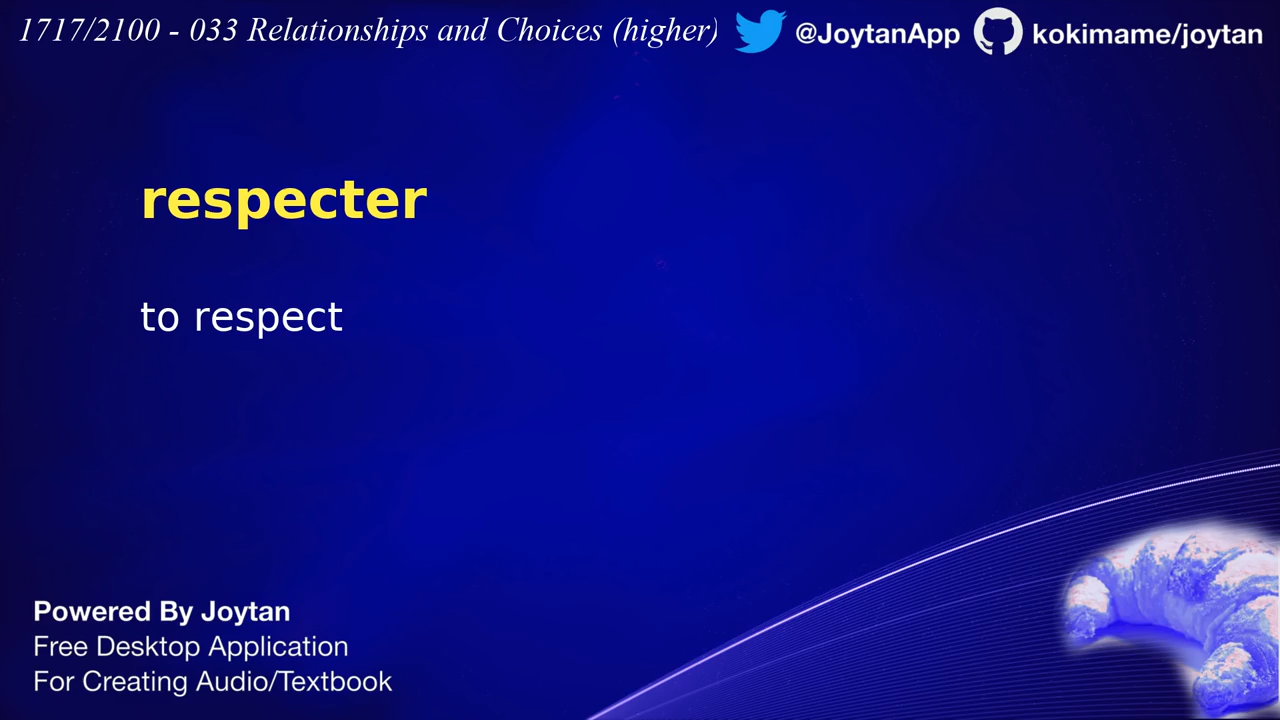 1717/2100 - 033 Relationships and Choices (higher)
@JoytanApp
kokimame/joytan
respecter
to respect
Powered By Joytan
Free Desktop Application
For Creating Audio/Textbook